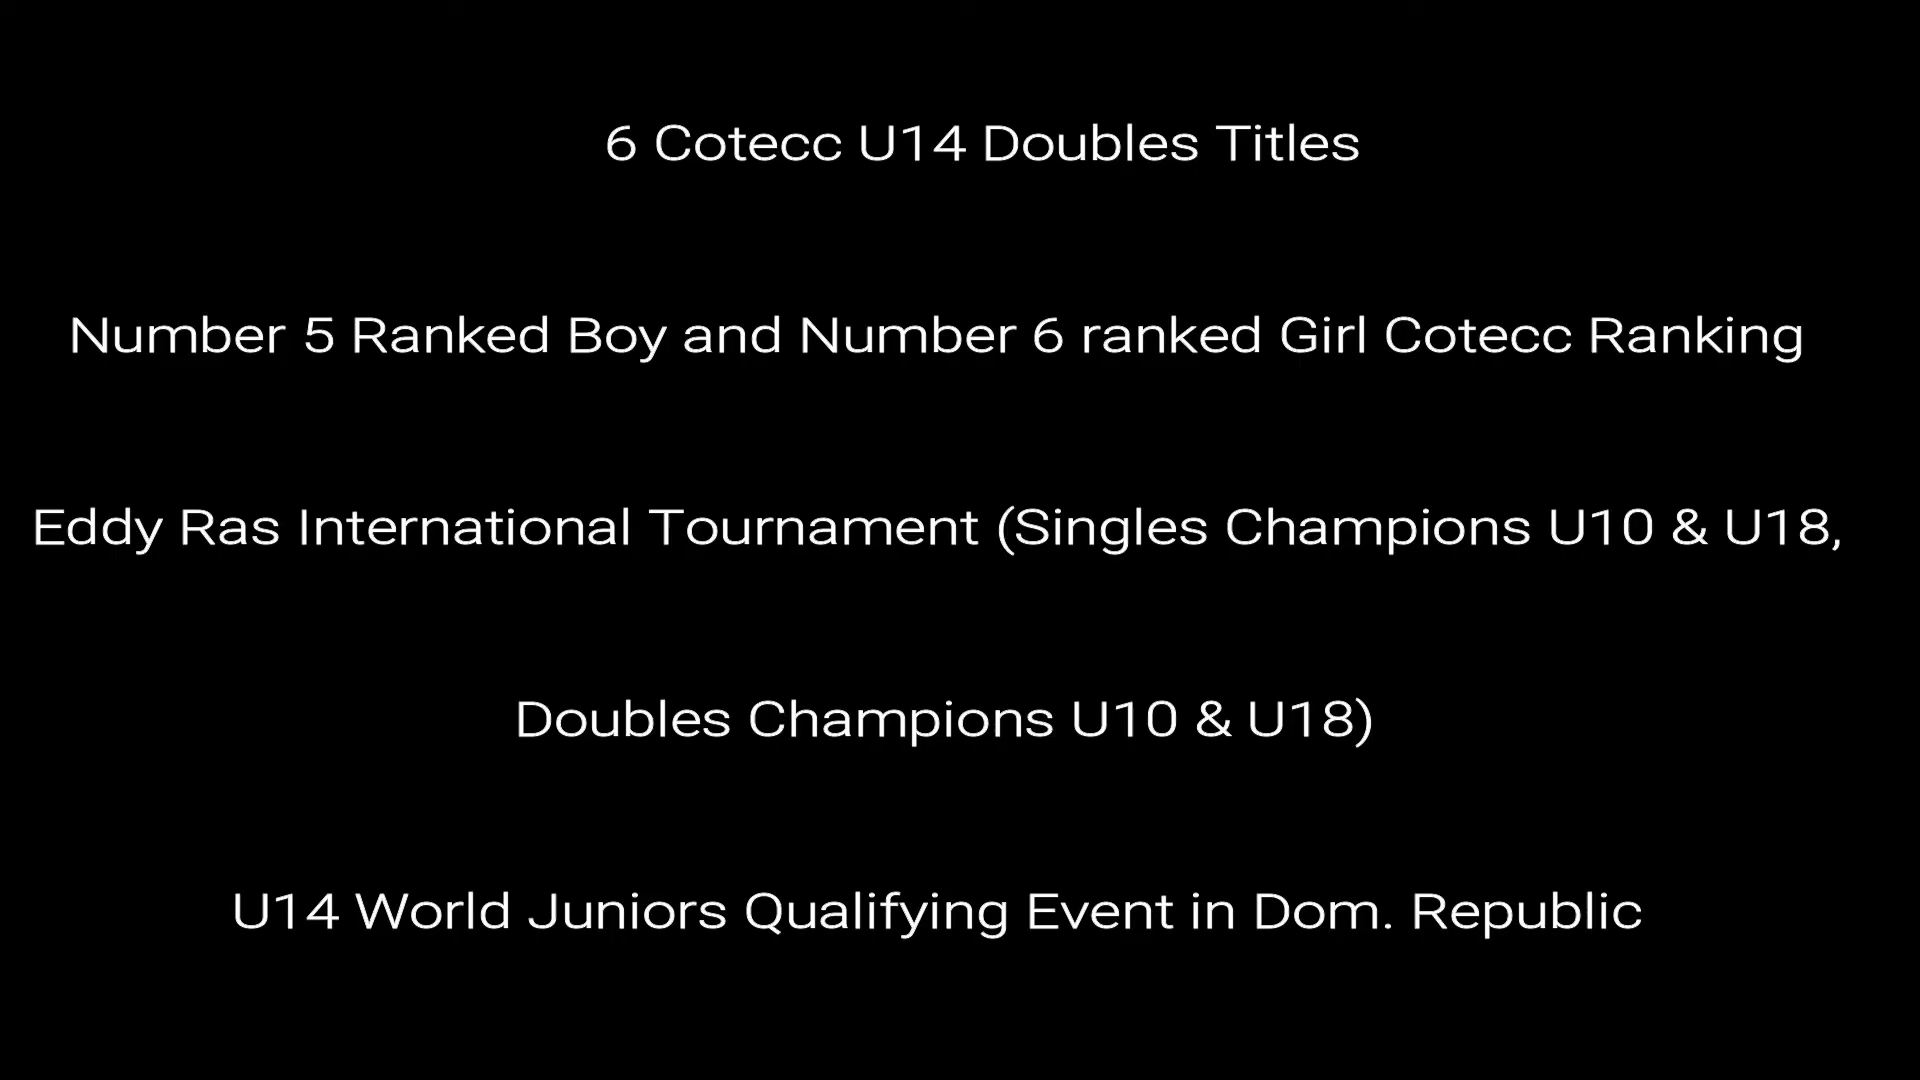 6 Cotecc U14 Doubles Titles
Number 5 Ranked Boy and Number 6 ranked Girl Cotecc Ranking
Eddy Ras International Tournament (Singles Champions U10 & U18,
Doubles Champions U10 & U18)
U14 World Juniors Qualifying Event in Dom. Republic